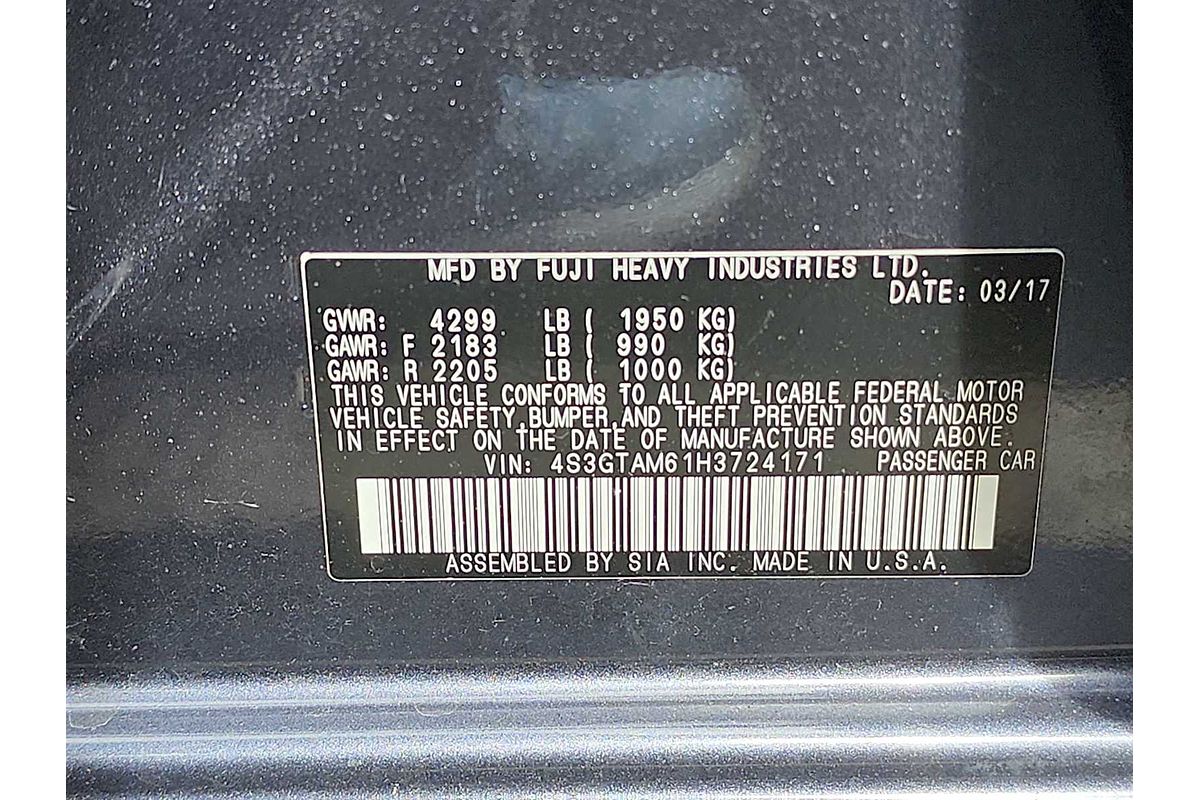 MFD BY FUJI HEAVY INDUSTRIES LTD.
DATE: 03/17
GVWR: 4299 LB ( 1950 KG)
GAWR: F 2183 LB ( 990 KG)
GAWR: R 2205 LB ( 1000 KG)
THIS VEHICLE CONFORMS TO ALL APPLICABLE FEDERAL MOTOR
VEHICLE SAFETY,BUMPER,AND THEFT PREVENTION STANDARDS
IN EFFECT ON THE DATE OF MANUFACTURE SHOWN ABOVE.
VIN: 4S3GTAM61H3724171 PASSENGER CAR
ASSEMBLED BY SIA INC. MADE IN U.S.A.